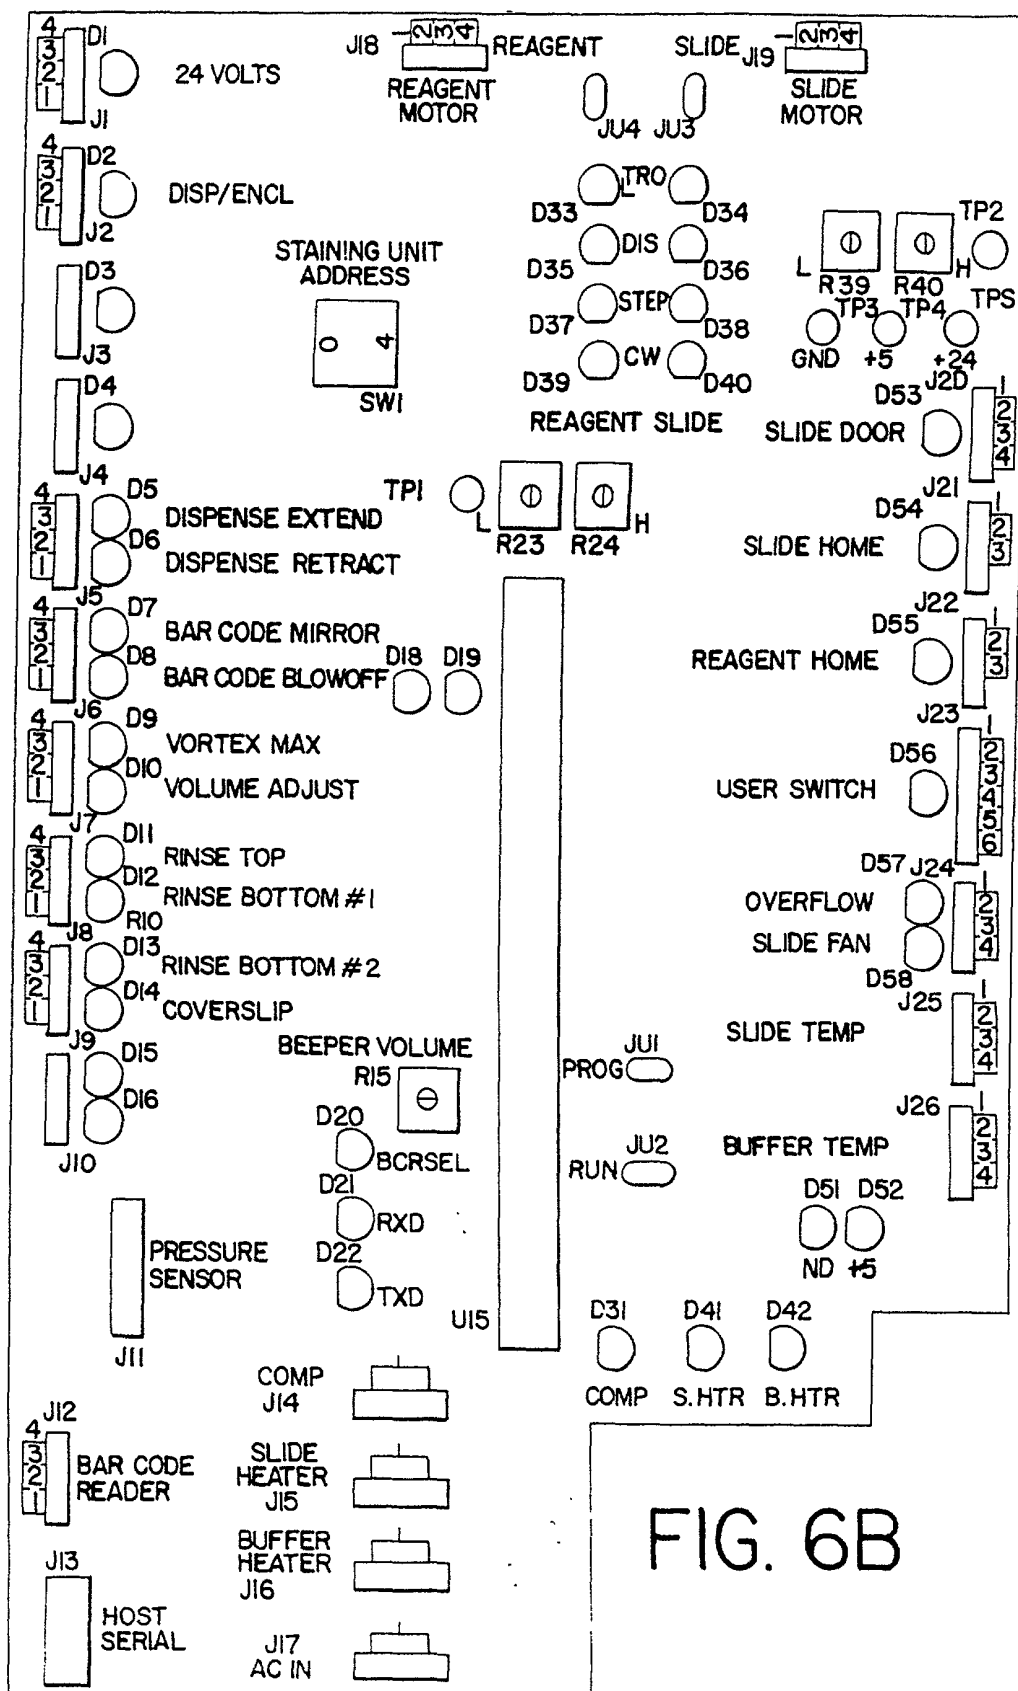 4 3 2 1 D1 24 VOLTS J1
J18 1 2 3 4 REAGENT
REAGENT
MOTOR
SLIDE J19 1 2 3 4
SLIDE
MOTOR
JU4 JU3
4 3 2 1 D2 DISP/ENCL J2
D33 TRO D34
L
D35 DIS D36
D37 STEP D38
D39 CW D40
REAGENT SLIDE
STAINING UNIT
ADDRESS
0 4
SW1
L R39 R40 H TP2
TP3 TP4 TPS
GND +5 +24
D3
J3
D4
J4
TP1 L R23 R24 H
D53 J2D
SLIDE DOOR 1 2 3 4
J21
D54
SLIDE HOME 1 2 3
J22
D55
REAGENT HOME 1 2 3
J23
D56
USER SWITCH 1 2 3 4 5 6
D57 J24
OVERFLOW 1 2 3 4
SLIDE FAN
D58
J25
SLIDE TEMP 1 2 3 4
J26
BUFFER TEMP 1 2 3 4
D51 D52
ND +5
4 3 2 1 D5
DISPENSE EXTEND
D6
DISPENSE RETRACT
J5
4 3 2 1 D7
BAR CODE MIRROR
D8
BAR CODE BLOWOFF
J6
D18 D19
4 3 2 1 D9
VORTEX MAX
D10
VOLUME ADJUST
J7
4 3 2 1 D11
RINSE TOP
D12
RINSE BOTTOM #1
R10
J8
4 3 2 1 D13
RINSE BOTTOM #2
D14
COVERSLIP
J9
D15
D16
J10
BEEPER VOLUME
R15
D20
BCRSEL
D21
RXD
D22
TXD
U15
JU1
PROG
JU2
RUN
PRESSURE
SENSOR
J11
D31 D41 D42
COMP S.HTR B.HTR
COMP
J14
J12
4 3 2 1
BAR CODE
READER
SLIDE
HEATER
J15
BUFFER
HEATER
J16
J13
HOST
SERIAL
J17
AC IN
FIG. 6B